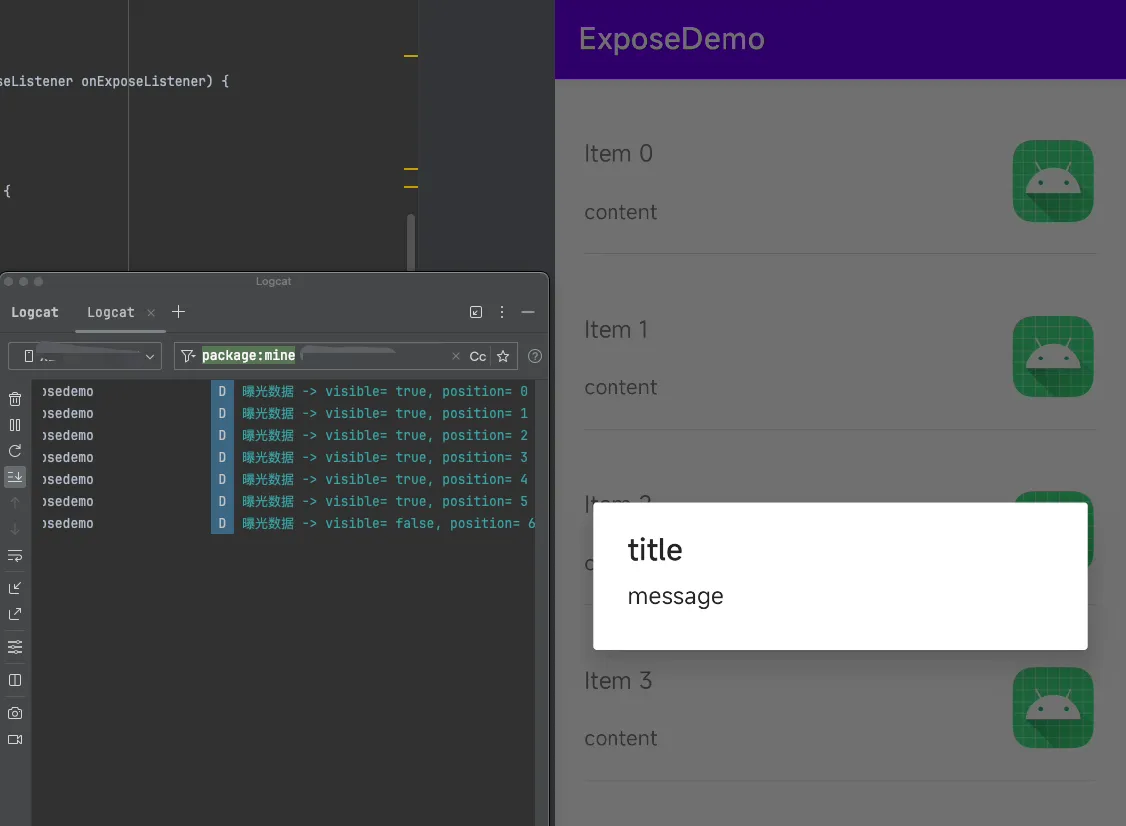 seListener onExposeListener) {
{
Logcat
Logcat
Logcat
package:mine
Cc
osedemo D 曝光数据 -> visible= true, position= 0
osedemo D 曝光数据 -> visible= true, position= 1
osedemo D 曝光数据 -> visible= true, position= 2
osedemo D 曝光数据 -> visible= true, position= 3
osedemo D 曝光数据 -> visible= true, position= 4
osedemo D 曝光数据 -> visible= true, position= 5
osedemo D 曝光数据 -> visible= false, position= 6
ExposeDemo
Item 0
content
Item 1
content
title
message
Item 3
content